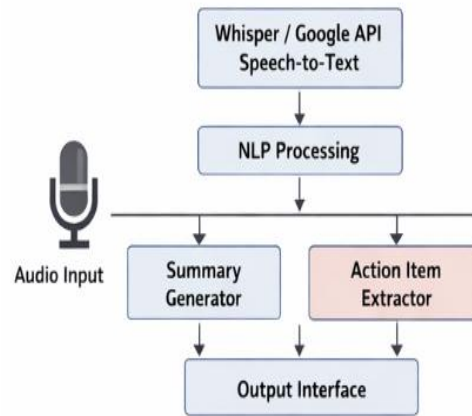 Whisper / Google API
Speech-to-Text
NLP Processing
Audio Input
Summary
Generator
Action Item
Extractor
Output Interface